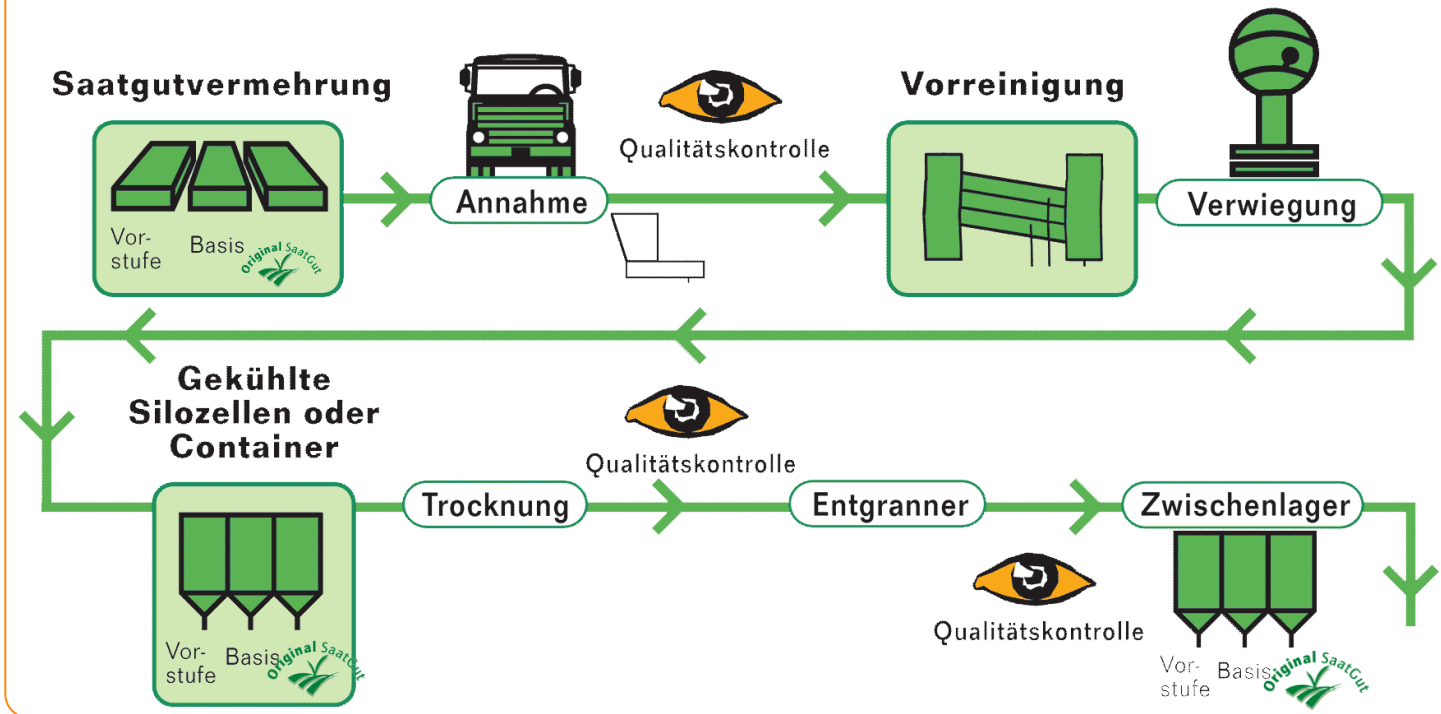 Saatgutvermehrung
Vor-
stufe
Basis
Original SaatGut
Annahme
Qualitätskontrolle
Vorreinigung
Verwiegung
Gekühlte
Silozellen oder
Container
Vor-
stufe
Basis
Original SaatGut
Trocknung
Qualitätskontrolle
Entgranner
Qualitätskontrolle
Zwischenlager
Vor-
stufe
Basis
Original SaatGut